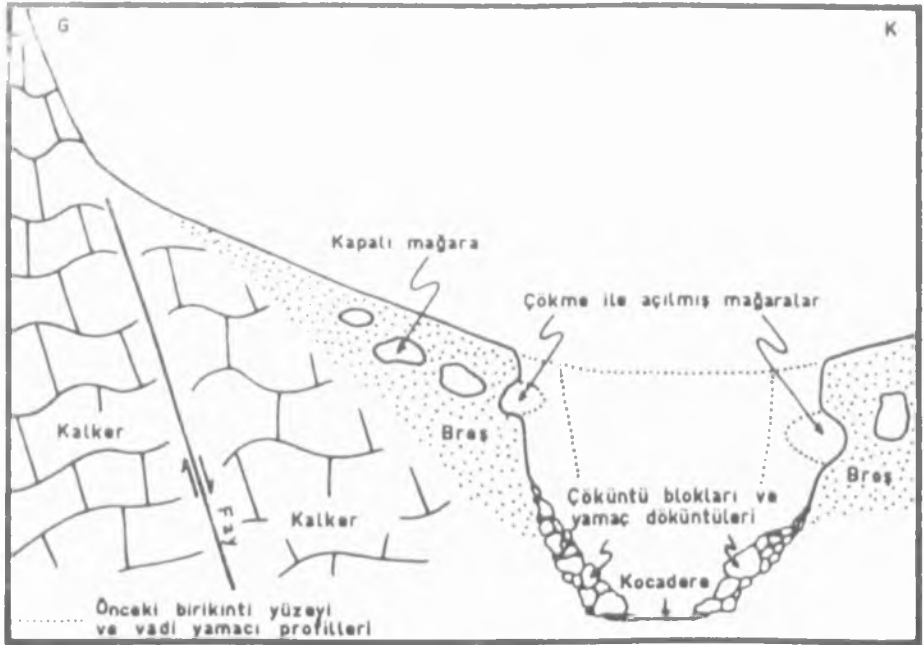 G
K
Kapalı mağara
Çökme ile açılmış mağaralar
Kalker
Breş
Breş
Fay
Kalker
Çöküntü blokları ve
yamaç döküntüleri
Kocadere
Önceki birikinti yüzeyi
ve vadi yamacı profilleri